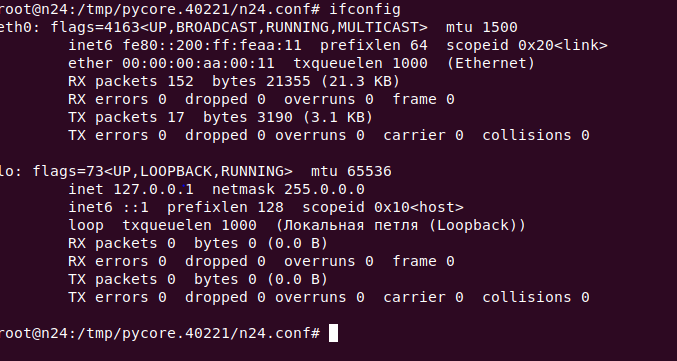 root@n24:/tmp/pycore.40221/n24.conf# ifconfig
eth0: flags=4163<UP,BROADCAST,RUNNING,MULTICAST>  mtu 1500
        inet6 fe80::200:ff:feaa:11  prefixlen 64  scopeid 0x20<link>
        ether 00:00:00:aa:00:11  txqueuelen 1000  (Ethernet)
        RX packets 152  bytes 21355 (21.3 KB)
        RX errors 0  dropped 0  overruns 0  frame 0
        TX packets 17  bytes 3190 (3.1 KB)
        TX errors 0  dropped 0 overruns 0  carrier 0  collisions 0

lo: flags=73<UP,LOOPBACK,RUNNING>  mtu 65536
        inet 127.0.0.1  netmask 255.0.0.0
        inet6 ::1  prefixlen 128  scopeid 0x10<host>
        loop  txqueuelen 1000  (Локальная петля (Loopback))
        RX packets 0  bytes 0 (0.0 B)
        RX errors 0  dropped 0  overruns 0  frame 0
        TX packets 0  bytes 0 (0.0 B)
        TX errors 0  dropped 0 overruns 0  carrier 0  collisions 0

root@n24:/tmp/pycore.40221/n24.conf#